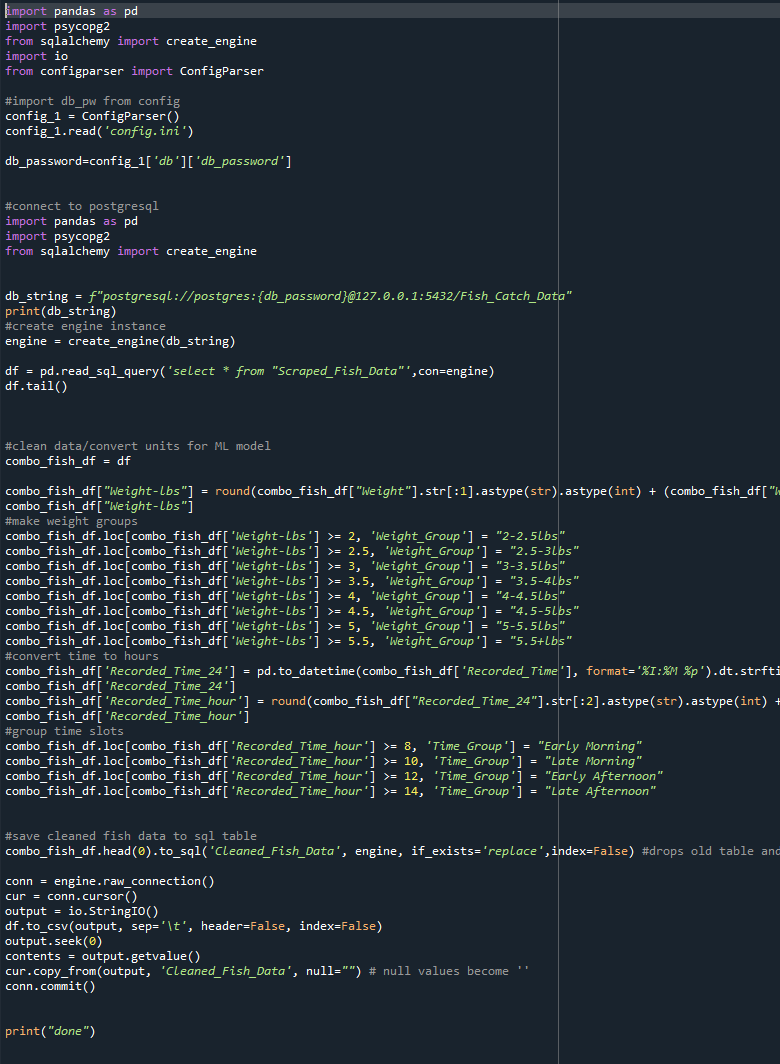 import pandas as pd
import psycopg2
from sqlalchemy import create_engine
import io
from configparser import ConfigParser
#import db_pw from config
config_1 = ConfigParser()
config_1.read('config.ini')
db_password=config_1['db']['db_password']
#connect to postgresql
import pandas as pd
import psycopg2
from sqlalchemy import create_engine
db_string = f"postgresql://postgres:{db_password}@127.0.0.1:5432/Fish_Catch_Data"
print(db_string)
#create engine instance
engine = create_engine(db_string)
df = pd.read_sql_query('select * from "Scraped_Fish_Data"',con=engine)
df.tail()
#clean data/convert units for ML model
combo_fish_df = df
combo_fish_df["Weight-lbs"] = round(combo_fish_df["Weight"].str[:1].astype(str).astype(int) + (combo_fish_df["W
combo_fish_df["Weight-lbs"]
#make weight groups
combo_fish_df.loc[combo_fish_df['Weight-lbs'] >= 2, 'Weight_Group'] = "2-2.5lbs"
combo_fish_df.loc[combo_fish_df['Weight-lbs'] >= 2.5, 'Weight_Group'] = "2.5-3lbs"
combo_fish_df.loc[combo_fish_df['Weight-lbs'] >= 3, 'Weight_Group'] = "3-3.5lbs"
combo_fish_df.loc[combo_fish_df['Weight-lbs'] >= 3.5, 'Weight_Group'] = "3.5-4lbs"
combo_fish_df.loc[combo_fish_df['Weight-lbs'] >= 4, 'Weight_Group'] = "4-4.5lbs"
combo_fish_df.loc[combo_fish_df['Weight-lbs'] >= 4.5, 'Weight_Group'] = "4.5-5lbs"
combo_fish_df.loc[combo_fish_df['Weight-lbs'] >= 5, 'Weight_Group'] = "5-5.5lbs"
combo_fish_df.loc[combo_fish_df['Weight-lbs'] >= 5.5, 'Weight_Group'] = "5.5+lbs"
#convert time to hours
combo_fish_df['Recorded_Time_24'] = pd.to_datetime(combo_fish_df['Recorded_Time'], format='%I:%M %p').dt.strfti
combo_fish_df['Recorded_Time_24']
combo_fish_df['Recorded_Time_hour'] = round(combo_fish_df["Recorded_Time_24"].str[:2].astype(str).astype(int) +
combo_fish_df['Recorded_Time_hour']
#group time slots
combo_fish_df.loc[combo_fish_df['Recorded_Time_hour'] >= 8, 'Time_Group'] = "Early Morning"
combo_fish_df.loc[combo_fish_df['Recorded_Time_hour'] >= 10, 'Time_Group'] = "Late Morning"
combo_fish_df.loc[combo_fish_df['Recorded_Time_hour'] >= 12, 'Time_Group'] = "Early Afternoon"
combo_fish_df.loc[combo_fish_df['Recorded_Time_hour'] >= 14, 'Time_Group'] = "Late Afternoon"
#save cleaned fish data to sql table
combo_fish_df.head(0).to_sql('Cleaned_Fish_Data', engine, if_exists='replace',index=False) #drops old table and
conn = engine.raw_connection()
cur = conn.cursor()
output = io.StringIO()
df.to_csv(output, sep='\t', header=False, index=False)
output.seek(0)
contents = output.getvalue()
cur.copy_from(output, 'Cleaned_Fish_Data', null="") # null values become ''
conn.commit()
print("done")